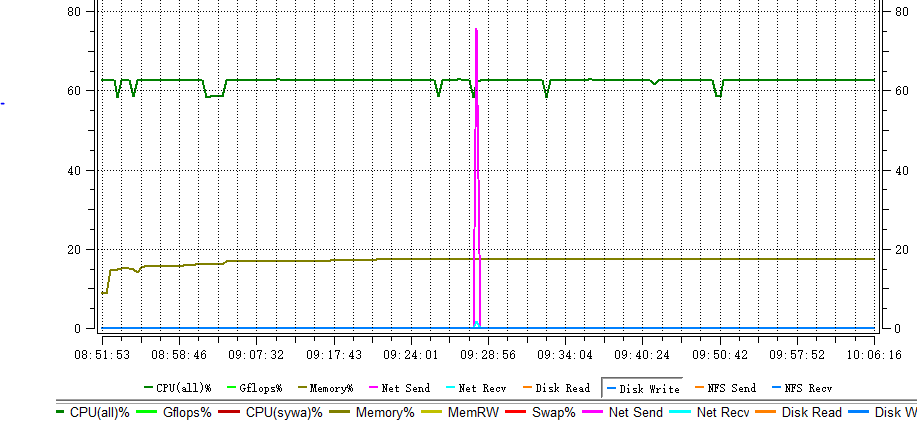 80 80
60 60
40 40
20 20
0 0
08:51:53 08:58:46 09:07:32 09:17:43 09:24:01 09:28:56 09:34:04 09:40:24 09:50:42 09:57:52 10:06:16
CPU(all)% Gflops% Memory% Net Send Net Recv Disk Read Disk Write NFS Send NFS Recv
CPU(all)% Gflops% CPU(sywa)% Memory% MemRW Swap% Net Send Net Recv Disk Read Disk W